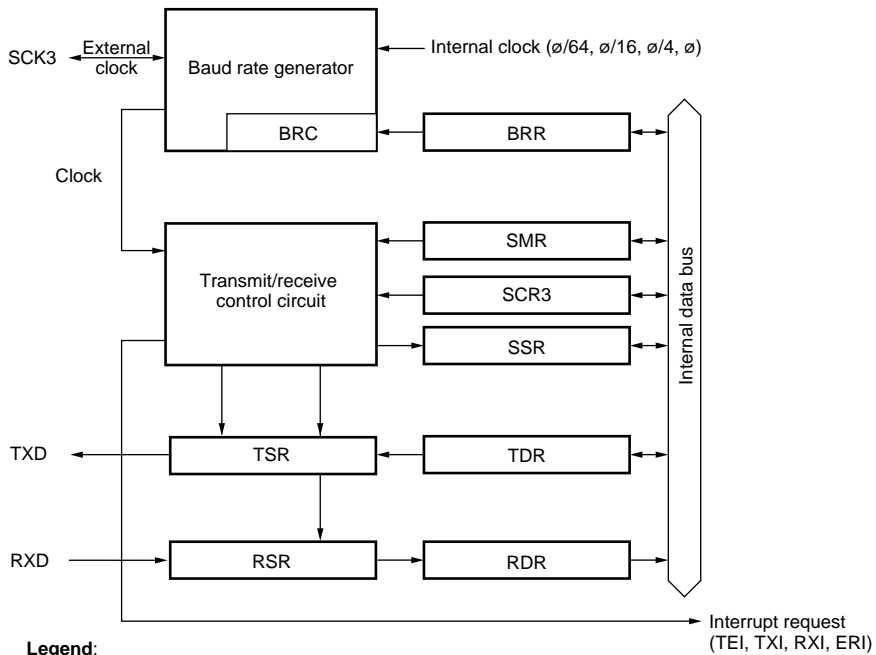 SCK3
External
clock
Baud rate generator
Internal clock (ø/64, ø/16, ø/4, ø)
BRC
BRR
Clock
Transmit/receive
control circuit
SMR
SCR3
SSR
Internal data bus
TXD
TSR
TDR
RXD
RSR
RDR
Interrupt request
(TEI, TXI, RXI, ERI)
Legend: